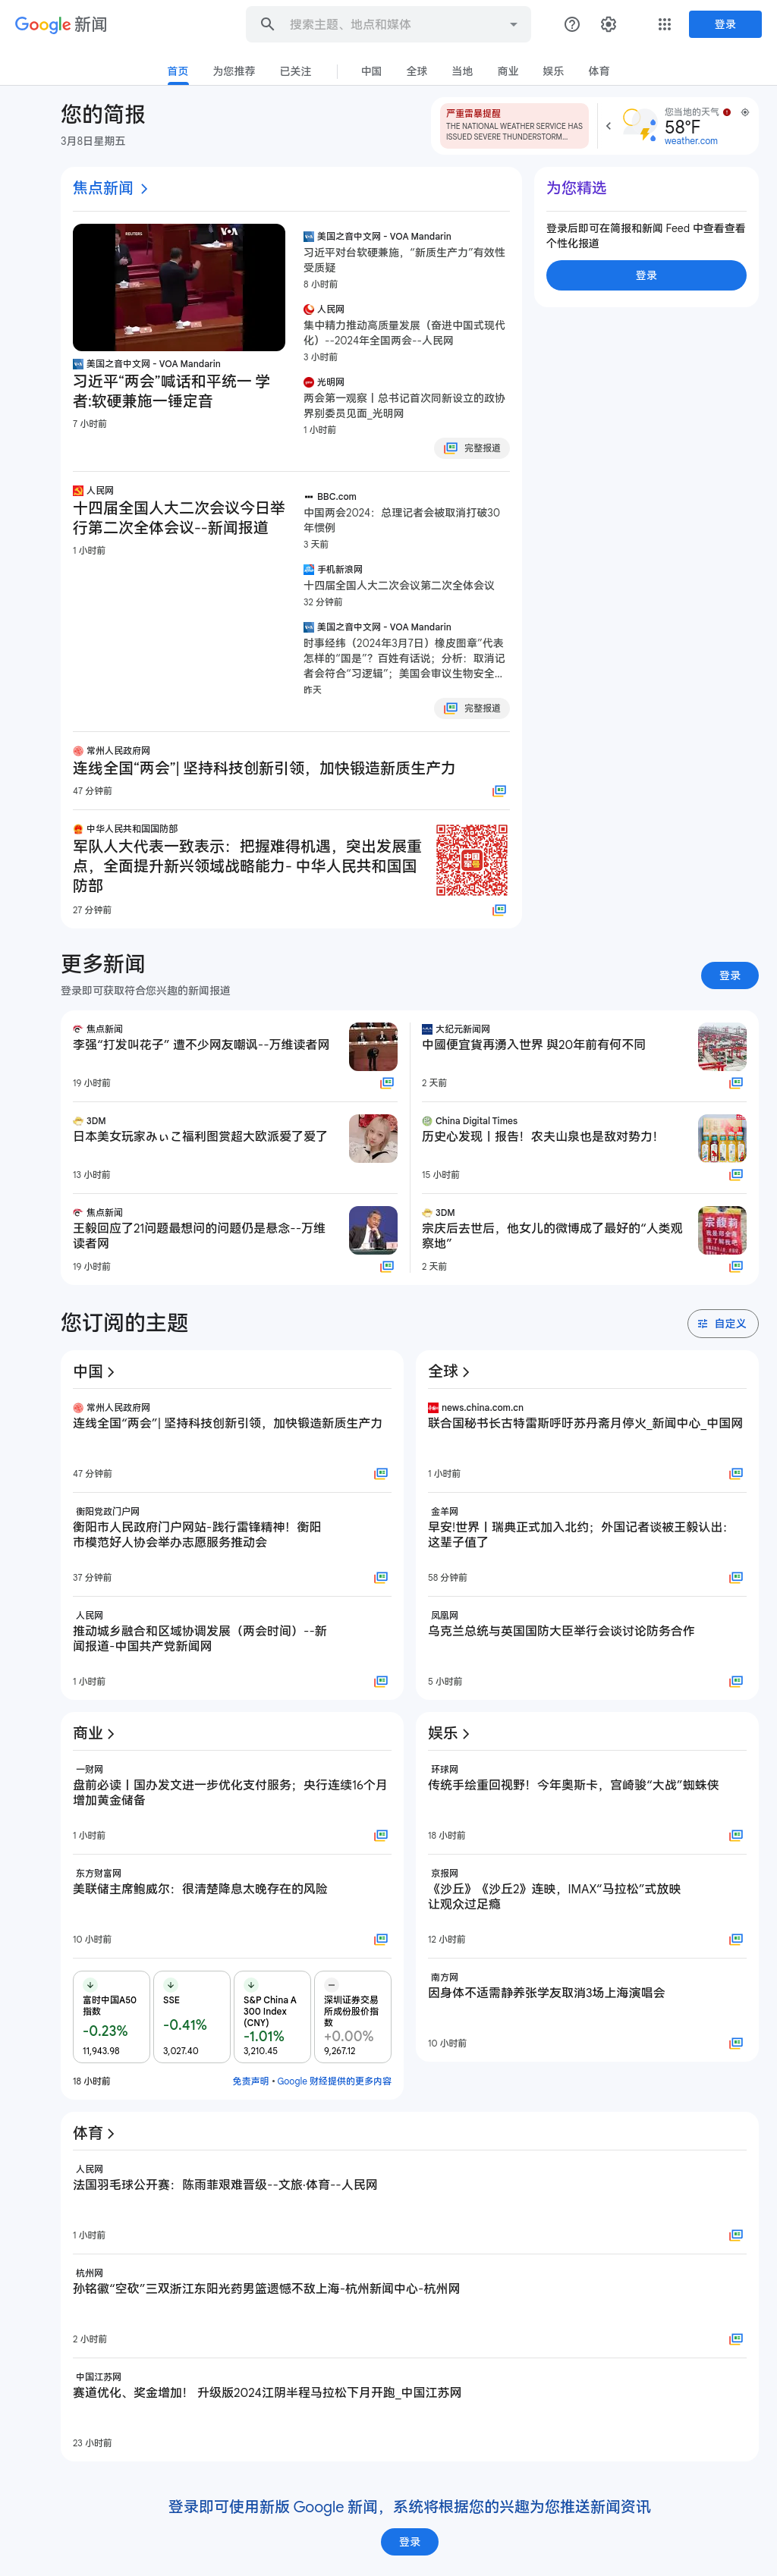 Google 新闻
搜索主题、地点和媒体
登录
首页
为您推荐
已关注
中国
全球
当地
商业
娱乐
体育
您的简报
3月8日星期五
严重雷暴提醒
THE NATIONAL WEATHER SERVICE HAS
ISSUED SEVERE THUNDERSTORM...
您当地的天气
58°F
weather.com
焦点新闻
REUTERS
VOA
美国之音中文网 - VOA Mandarin
习近平“两会”喊话和平统一 学
者:软硬兼施一锤定音
7 小时前
美国之音中文网 - VOA Mandarin
习近平对台软硬兼施，“新质生产力”有效性
受质疑
8 小时前
人民网
集中精力推动高质量发展（奋进中国式现代
化）--2024年全国两会--人民网
3 小时前
光明网
两会第一观察丨总书记首次同新设立的政协
界别委员见面_光明网
1 小时前
完整报道
为您精选
登录后即可在简报和新闻 Feed 中查看查看
个性化报道
登录
人民网
十四届全国人大二次会议今日举
行第二次全体会议--新闻报道
1 小时前
BBC.com
中国两会2024：总理记者会被取消打破30
年惯例
3 天前
手机新浪网
十四届全国人大二次会议第二次全体会议
32 分钟前
美国之音中文网 - VOA Mandarin
时事经纬（2024年3月7日）橡皮图章”代表
怎样的“国是”？百姓有话说；分析：取消记
者会符合“习逻辑”；美国会审议生物安全...
昨天
完整报道
常州人民政府网
连线全国“两会”| 坚持科技创新引领，加快锻造新质生产力
47 分钟前
中华人民共和国国防部
军队人大代表一致表示：把握难得机遇，突出发展重
点，全面提升新兴领域战略能力- 中华人民共和国国
防部
27 分钟前
更多新闻
登录即可获取符合您兴趣的新闻报道
登录
焦点新闻
李强“打发叫花子” 遭不少网友嘲讽--万维读者网
19 小时前
3DM
日本美女玩家みぃこ福利图赏超大欧派爱了爱了
13 小时前
焦点新闻
王毅回应了21问题最想问的问题仍是悬念--万维
读者网
19 小时前
大纪元新闻网
中國便宜貨再湧入世界 與20年前有何不同
2 天前
China Digital Times
历史心发现丨报告！农夫山泉也是敌对势力！
15 小时前
3DM
宗庆后去世后，他女儿的微博成了最好的“人类观
察地”
2 天前
宗馥莉
您订阅的主题
自定义
中国
常州人民政府网
连线全国“两会”| 坚持科技创新引领，加快锻造新质生产力
47 分钟前
衡阳党政门户网
衡阳市人民政府门户网站-践行雷锋精神！衡阳
市模范好人协会举办志愿服务推动会
37 分钟前
人民网
推动城乡融合和区域协调发展（两会时间）--新
闻报道-中国共产党新闻网
1 小时前
全球
news.china.com.cn
联合国秘书长古特雷斯呼吁苏丹斋月停火_新闻中心_中国网
1 小时前
金羊网
早安!世界丨瑞典正式加入北约；外国记者谈被王毅认出：
这辈子值了
58 分钟前
凤凰网
乌克兰总统与英国国防大臣举行会谈讨论防务合作
5 小时前
商业
一财网
盘前必读丨国办发文进一步优化支付服务；央行连续16个月
增加黄金储备
1 小时前
东方财富网
美联储主席鲍威尔：很清楚降息太晚存在的风险
10 小时前
富时中国A50
指数
-0.23%
11,943.98
SSE
-0.41%
3,027.40
S&P China A
300 Index
(CNY)
-1.01%
3,210.45
深圳证券交易
所成份股价指
数
+0.00%
9,267.12
18 小时前
免责声明 • Google 财经提供的更多内容
娱乐
环球网
传统手绘重回视野！今年奥斯卡，宫崎骏“大战”蜘蛛侠
18 小时前
京报网
《沙丘》《沙丘2》连映，IMAX“马拉松”式放映
让观众过足瘾
12 小时前
南方网
因身体不适需静养张学友取消3场上海演唱会
10 小时前
体育
人民网
法国羽毛球公开赛：陈雨菲艰难晋级--文旅·体育--人民网
1 小时前
杭州网
孙铭徽“空砍”三双浙江东阳光药男篮遗憾不敌上海-杭州新闻中心-杭州网
2 小时前
中国江苏网
赛道优化、奖金增加！ 升级版2024江阴半程马拉松下月开跑_中国江苏网
23 小时前
登录即可使用新版 Google 新闻，系统将根据您的兴趣为您推送新闻资讯
登录